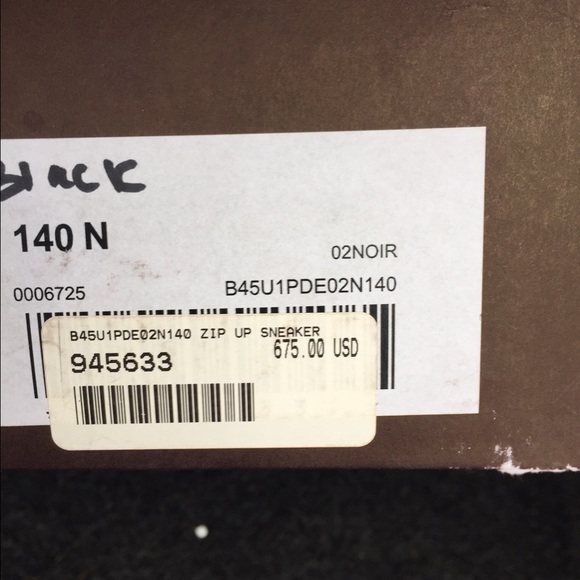 Black
140 N
02NOIR
0006725
B45U1PDE02N140
B45U1PDE02N140 ZIP UP SNEAKER
945633
675.00 USD